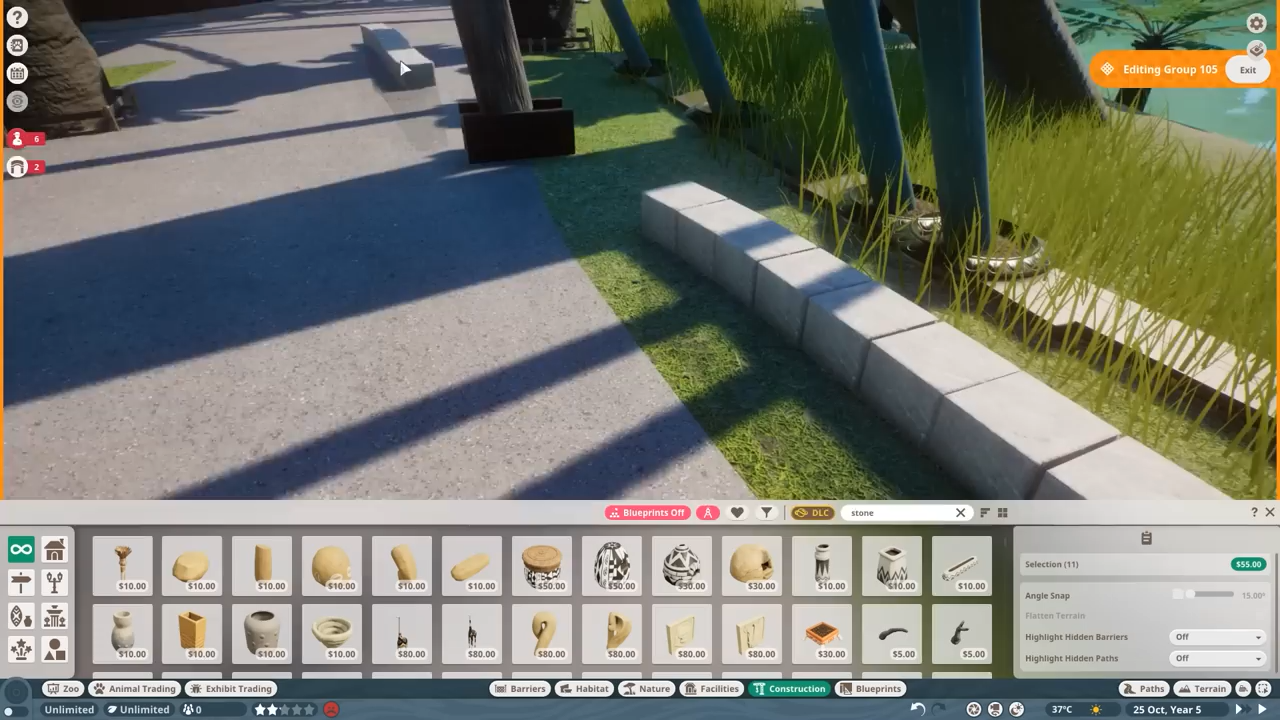 ?
Editing Group 105
Exit
6
2
Blueprints Off
DLC
stone
?
$10.00 $10.00 $10.00 $10.00 $10.00 $10.00 $50.00 $50.00 $30.00 $30.00 $10.00 $10.00 $10.00
$10.00 $10.00 $10.00 $10.00 $80.00 $80.00 $80.00 $80.00 $80.00 $80.00 $30.00 $5.00 $5.00
Selection (11)
$55.00
Angle Snap
15.00°
Flatten Terrain
Highlight Hidden Barriers
Off
Highlight Hidden Paths
Off
Zoo
Animal Trading
Exhibit Trading
Barriers
Habitat
Nature
Facilities
Construction
Blueprints
Paths
Terrain
Unlimited
Unlimited
0
37°C
25 Oct, Year 5